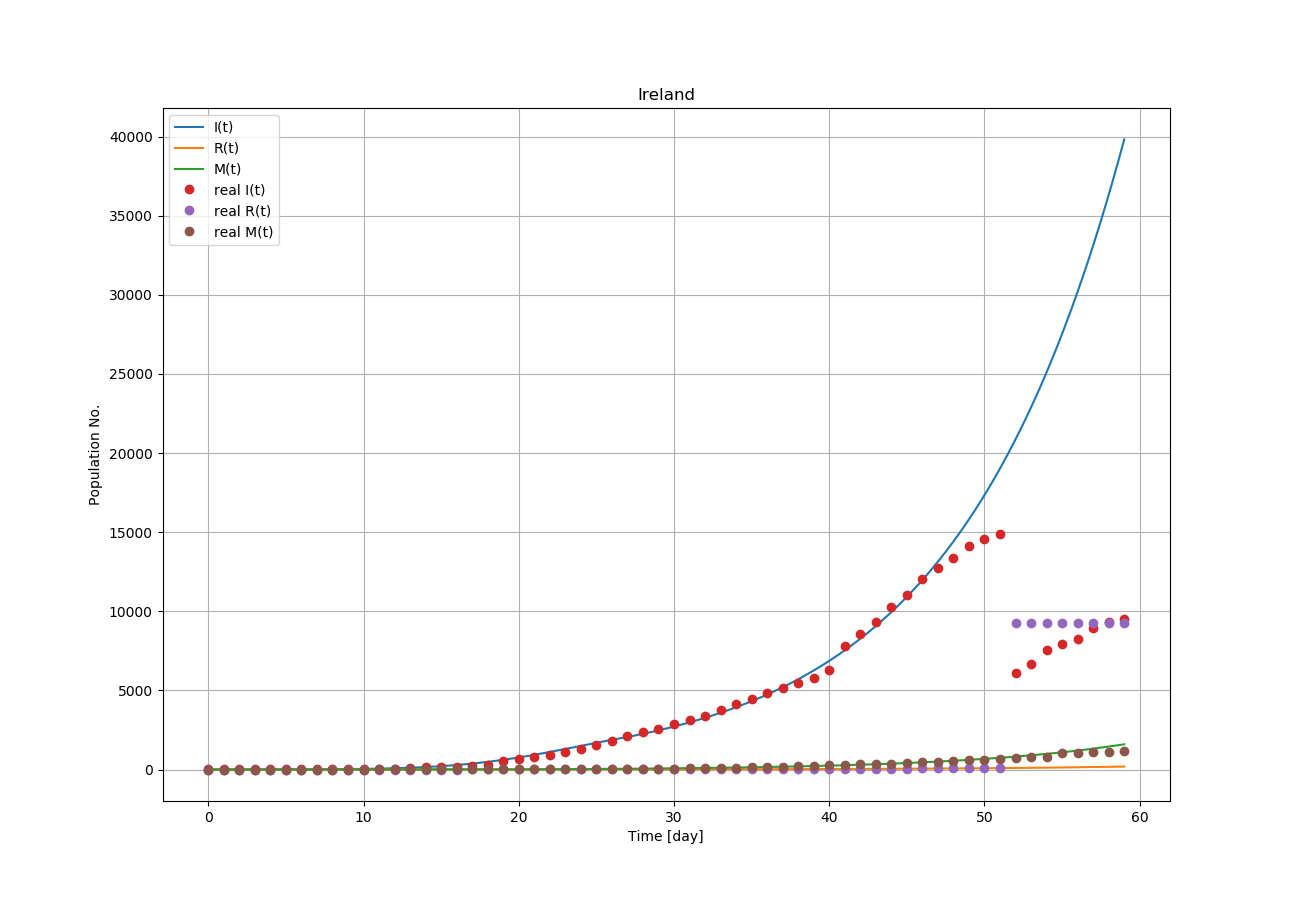 Ireland
I(t)
R(t)
M(t)
real I(t)
real R(t)
real M(t)
40000
35000
30000
25000
20000
15000
10000
5000
0
Population No.
0 10 20 30 40 50 60
Time [day]